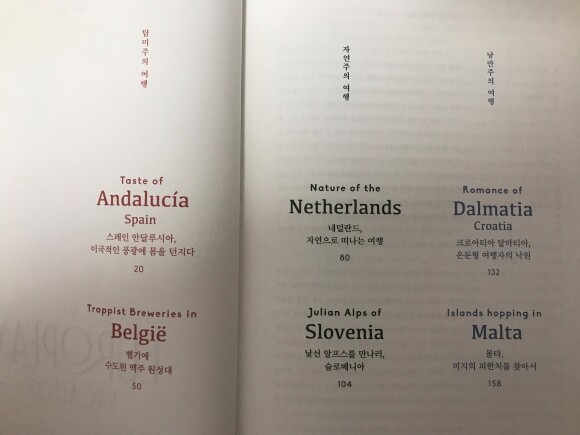 탐미주의 여행
Taste of
Andalucía
Spain
스페인 안달루시아,
이국적인 풍광에 몸을 던지다
20
Trappist Breweries in
België
벨기에
수도원 맥주 원정대
50
자연주의 여행
Nature of the
Netherlands
네덜란드,
자연으로 떠나는 여행
80
Julian Alps of
Slovenia
낯선 알프스를 만나러,
슬로베니아
104
낭만주의 여행
Romance of
Dalmatia
Croatia
크로아티아 달마티아,
은둔형 여행자의 낙원
132
Islands hopping in
Malta
몰타,
미지의 피한처를 찾아서
158